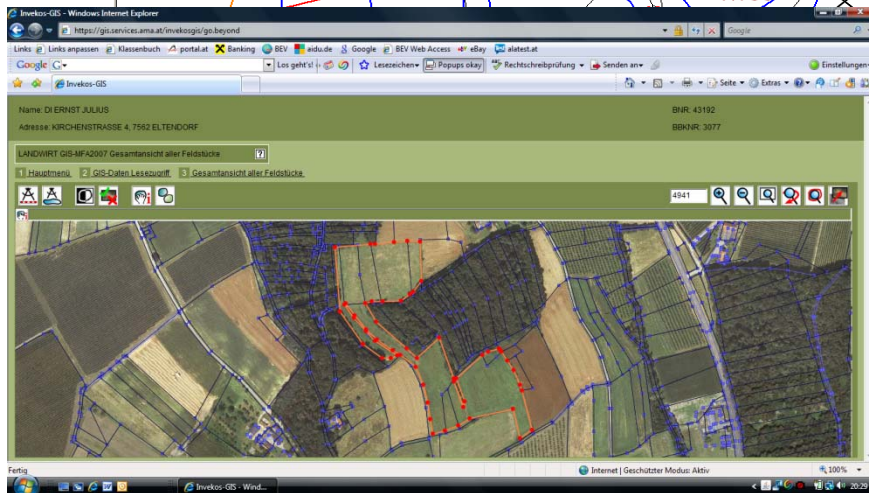 Invekos-GIS - Windows Internet Explorer
https://gis.services.ama.at/invekosgis/go.beyond
Google
Links Links anpassen Klassenbuch portal.at Banking BEV aidu.de Google BEV Web Access eBay alatest.at
Google G Los geht's! Lesezeichen Popups okay Rechtschreibprüfung Senden an Einstellungen
Invekos-GIS Seite Extras
Name: DI ERNST JULIUS BNR: 43192
Adresse: KIRCHENSTRASSE 4, 7562 ELTENDORF BBKNR: 3077
LANDWIRT GIS-MFA2007 Gesamtansicht aller Feldstücke ?
1 Hauptmenü 2 GIS-Daten Lesezugriff 3 Gesamtansicht aller Feldstücke
4941
Fertig Internet | Geschützter Modus: Aktiv 100%
Invekos-GIS - Wind... 20:29